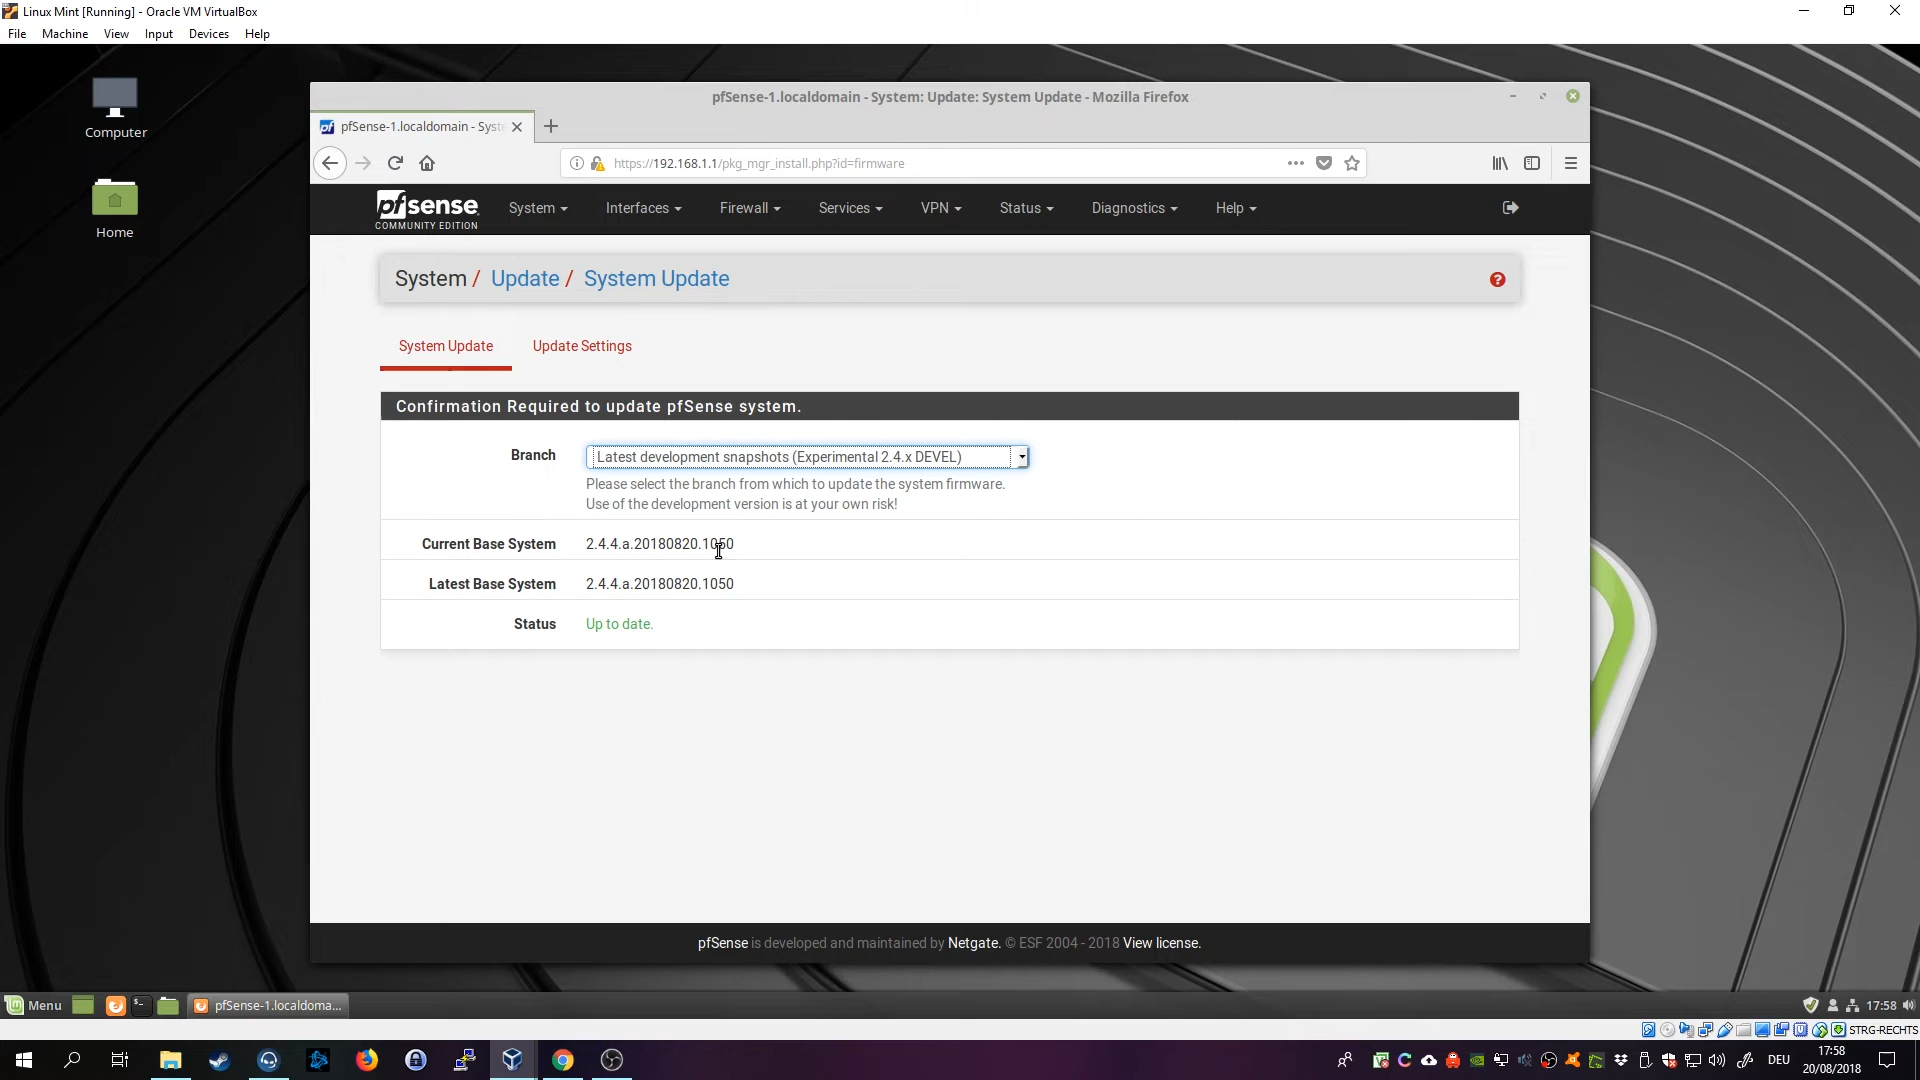 Linux Mint [Running] - Oracle VM VirtualBox
File Machine View Input Devices Help
Computer
Home
pfSense-1.localdomain - System: Update: System Update - Mozilla Firefox
pfSense-1.localdomain - Syst
https://192.168.1.1/pkg_mgr_install.php?id=firmware
pfsense
COMMUNITY EDITION
System Interfaces Firewall Services VPN Status Diagnostics Help
System / Update / System Update
System Update Update Settings
Confirmation Required to update pfSense system.
Branch Latest development snapshots (Experimental 2.4.x DEVEL)
Please select the branch from which to update the system firmware.
Use of the development version is at your own risk!
Current Base System 2.4.4.a.20180820.1050
Latest Base System 2.4.4.a.20180820.1050
Status Up to date.
pfSense is developed and maintained by Netgate. © ESF 2004 - 2018 View license.
Menu pfSense-1.localdoma... 17:58
STRG-RECHTS
DEU 17:58
20/08/2018